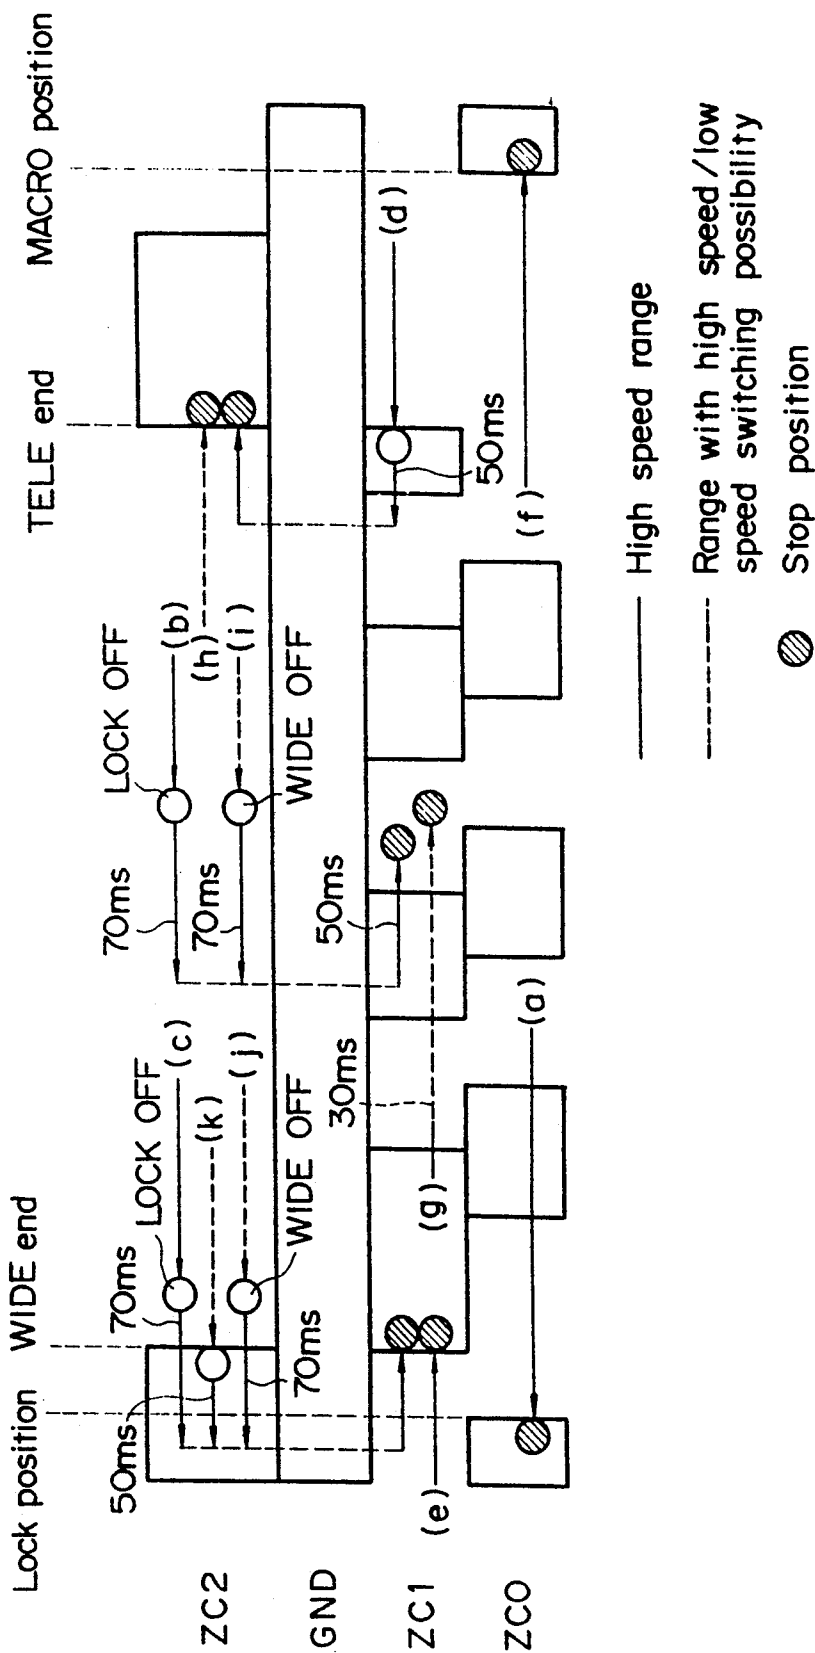 Lock position
WIDE end
TELE end
MACRO position
50ms
70ms
LOCK OFF
(c)
(k)
(j)
WIDE OFF
70ms
70ms
LOCK OFF
(b)
(h)
(i)
70ms
WIDE OFF
(d)
50ms
(f)
50ms
30ms
(g)
(a)
(e)
ZC2
GND
ZC1
ZC0
High speed range
Range with high speed/low
speed switching possibility
Stop position